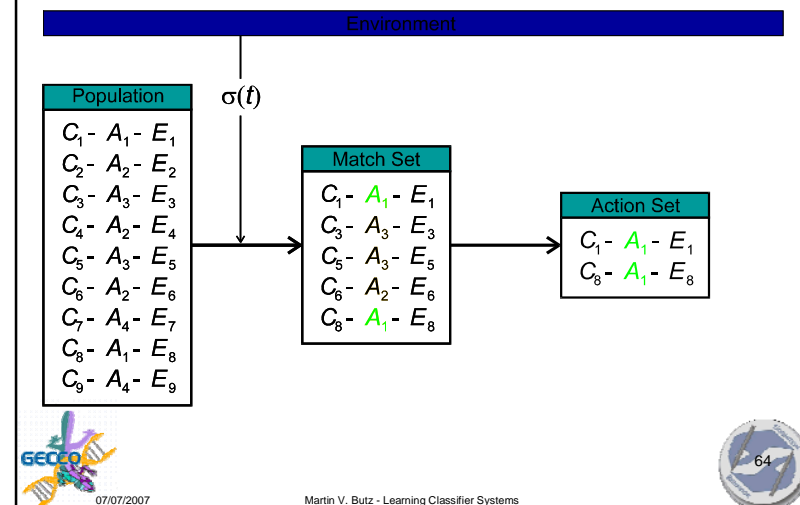 Environment
σ(t)
Population
C₁- A₁- E₁
C₂- A₂- E₂
C₃- A₃- E₃
C₄- A₂- E₄
C₅- A₃- E₅
C₆- A₂- E₆
C₇- A₄- E₇
C₈- A₁- E₈
C₉- A₄- E₉
Match Set
C₁- A₁- E₁
C₃- A₃- E₃
C₅- A₃- E₅
C₆- A₂- E₆
C₈- A₁- E₈
Action Set
C₁- A₁- E₁
C₈- A₁- E₈
GECCO
07/07/2007
Martin V. Butz - Learning Classifier Systems
64